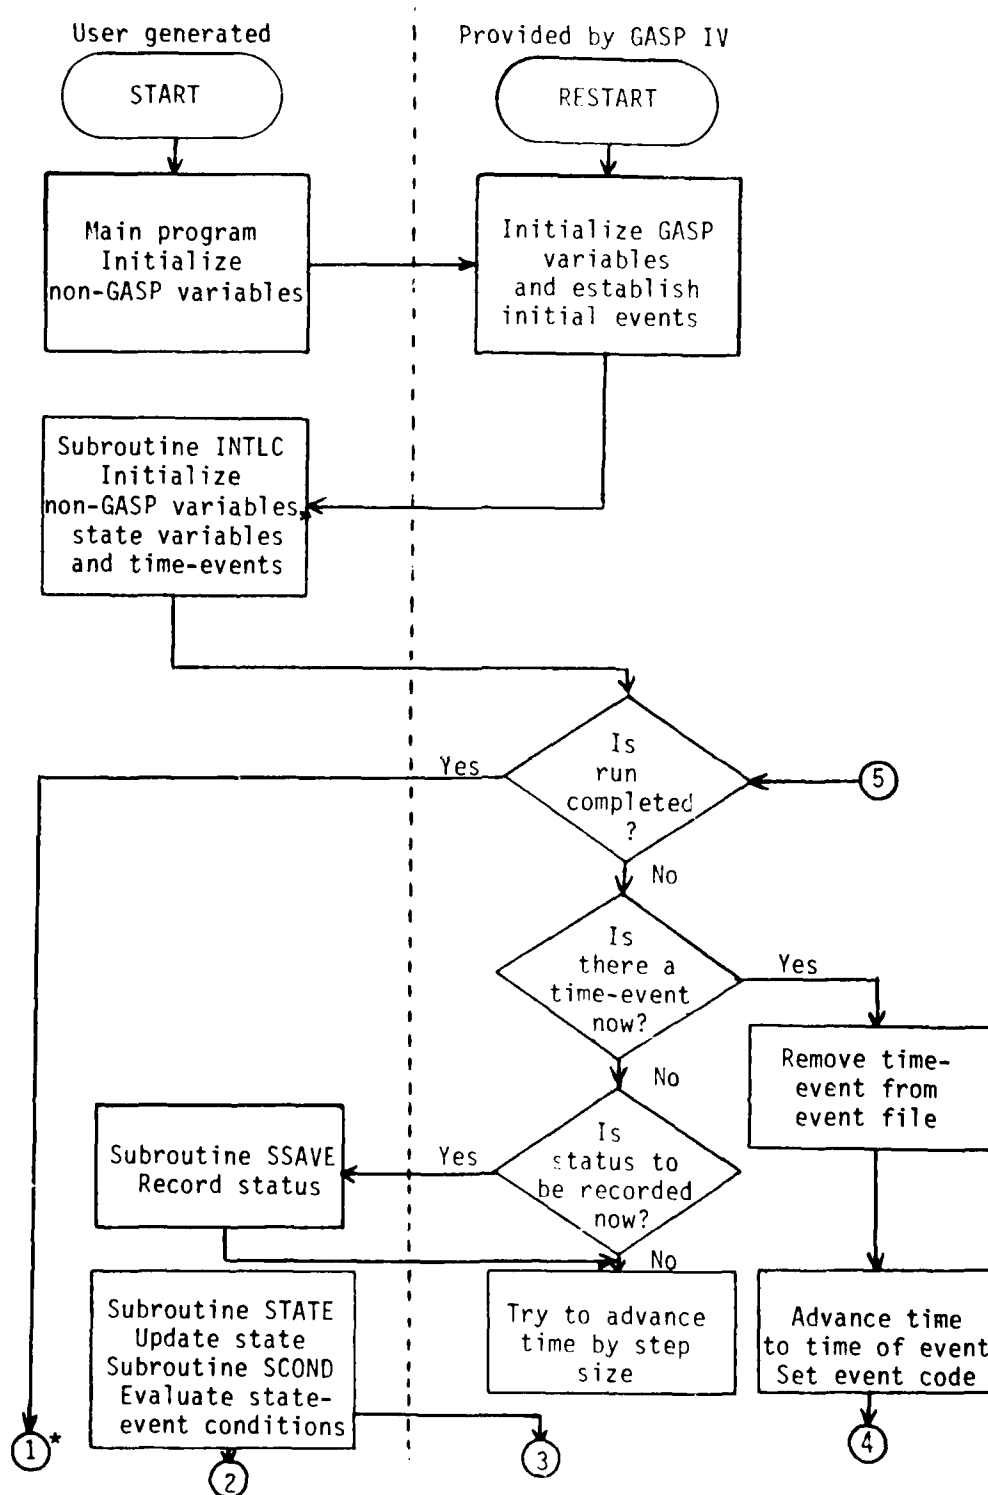 User generated
Provided by GASP IV
START
RESTART
Main program
Initialize
non-GASP variables
Initialize GASP
variables
and establish
initial events
Subroutine INTLC
Initialize
non-GASP variables,
state variables
and time-events
Is
run
completed
?
Yes
5
No
Is
there a
time-event
now?
Yes
No
Remove time-
event from
event file
Is
status to
be recorded
now?
Yes
Subroutine SSAVE
Record status
No
Subroutine STATE
Update state
Subroutine SCOND
Evaluate state-
event conditions
Try to advance
time by step
size
Advance time
to time of event
Set event code
1*
2
3
4